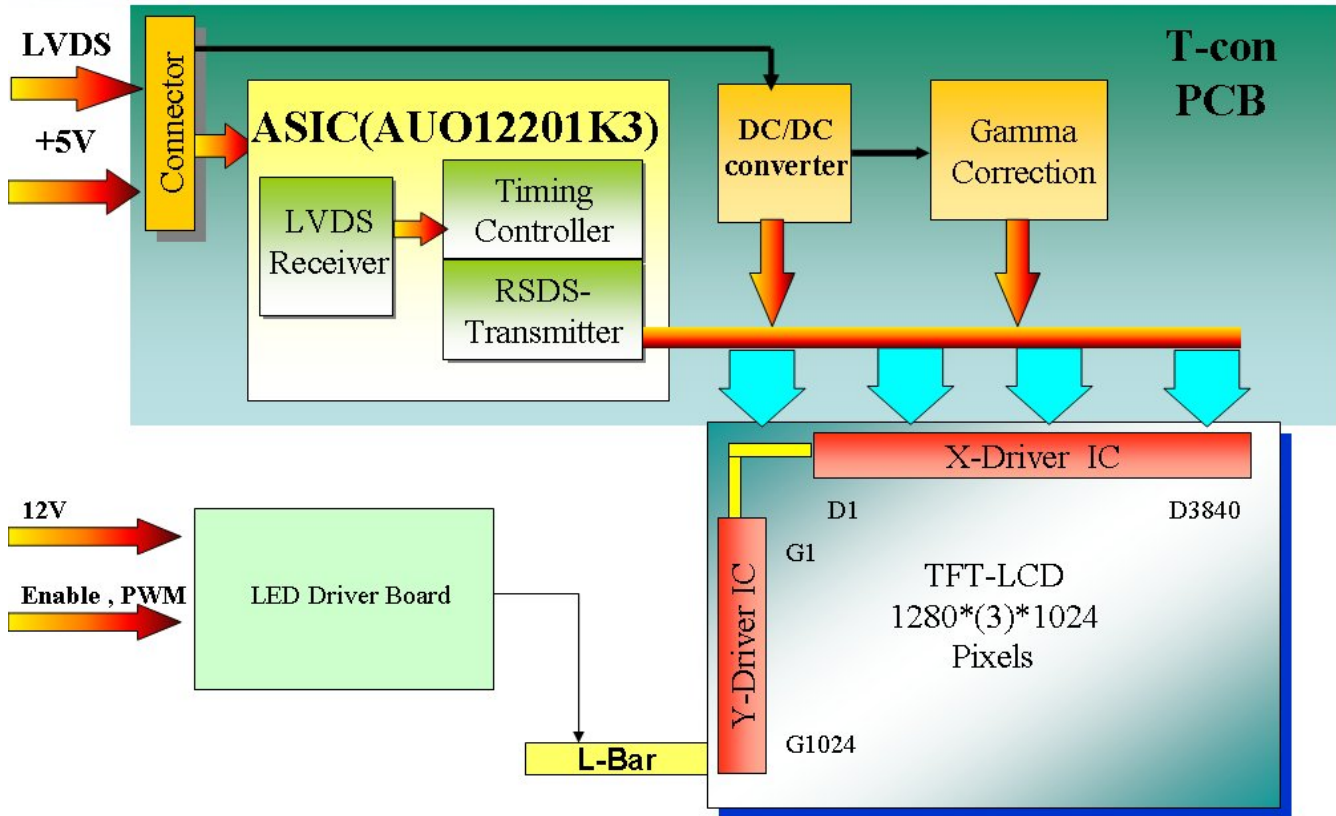 LVDS
+5V
Connector
T-con
PCB
ASIC(AUO12201K3)
LVDS
Receiver
Timing
Controller
RSDS-
Transmitter
DC/DC
converter
Gamma
Correction
X-Driver IC
D1
D3840
G1
Y-Driver IC
G1024
TFT-LCD
1280*(3)*1024
Pixels
12V
Enable , PWM
LED Driver Board
L-Bar